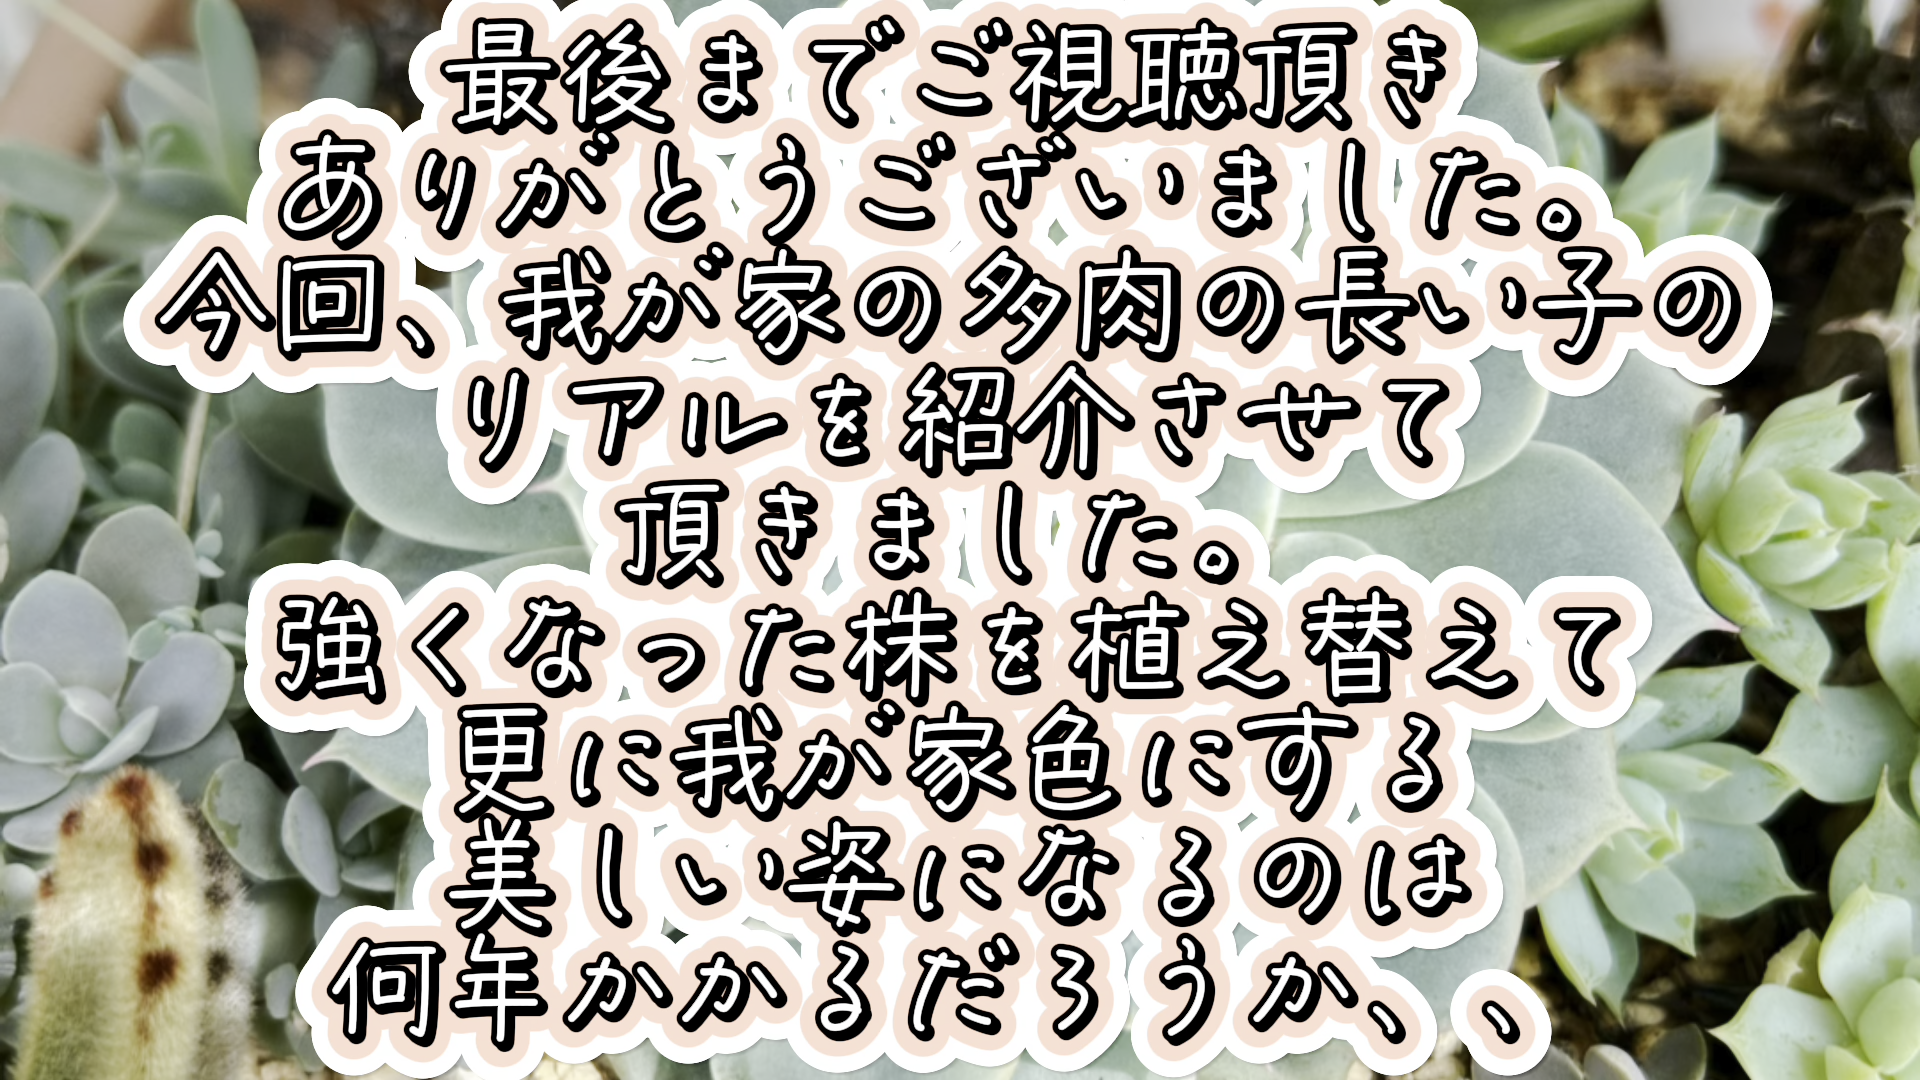 最後までご視聴頂き
ありがとうございました。
今回、我が家の多肉の長い子の
リアルを紹介させて
頂きました。
強くなった株を植え替えて
更に我が家色にする
美しい姿になるのは
何年かかるだろうか、、